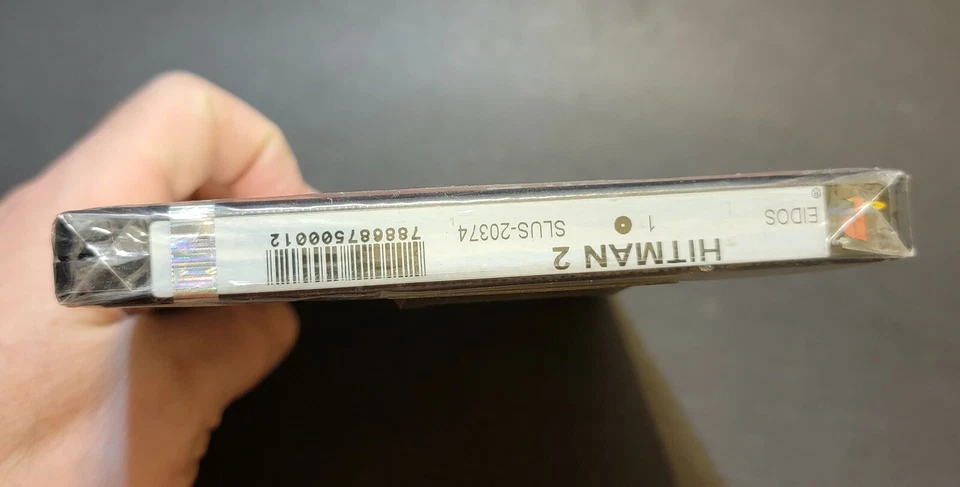 EIDOS®
HITMAN 2
1
SLUS-20374
788687500012